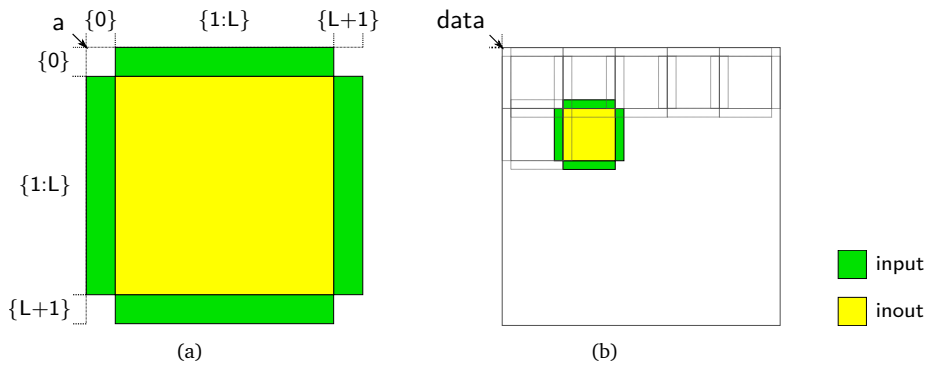 a {0} {1:L} {L+1}
{0}
{1:L}
{L+1}
(a)
data
(b)
input
inout